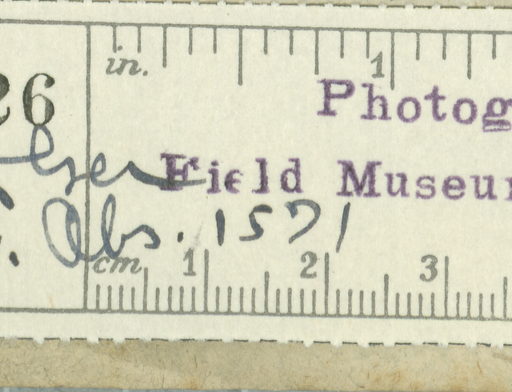 in. 1
26 Photog
Field Museu
Obs. 1571
cm 1 2 3